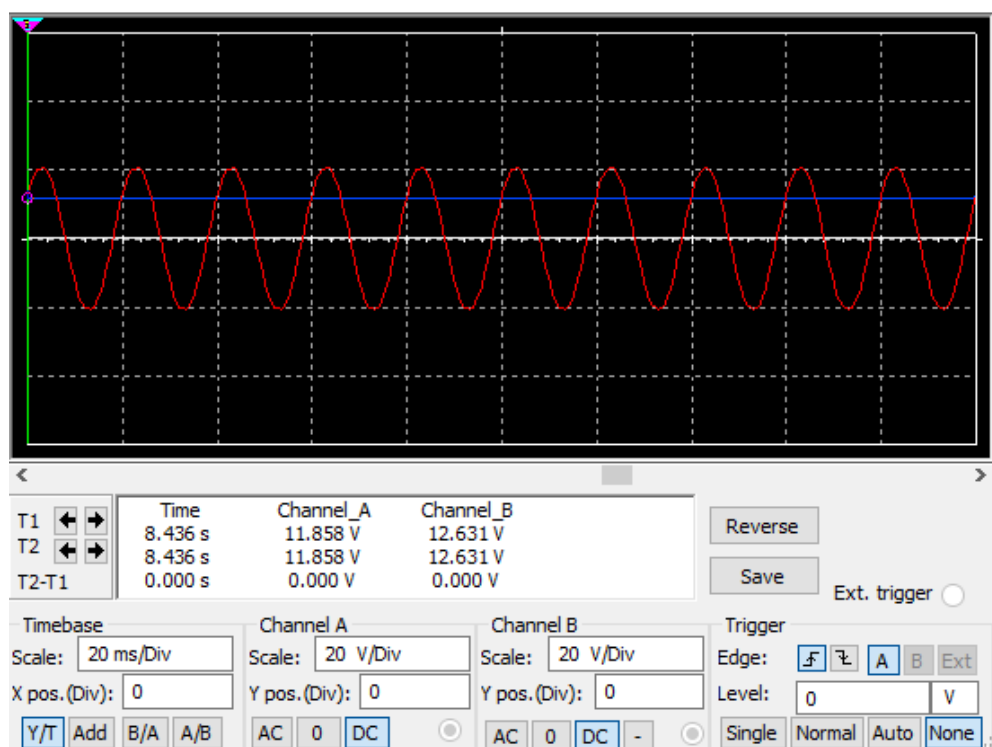 Time Channel_A Channel_B
T1 8.436 s 11.858 V 12.631 V
T2 8.436 s 11.858 V 12.631 V
T2-T1 0.000 s 0.000 V 0.000 V
Reverse
Save
Ext. trigger
Timebase
Scale: 20 ms/Div
X pos.(Div): 0
Y/T Add B/A A/B
Channel A
Scale: 20 V/Div
Y pos.(Div): 0
AC 0 DC
Channel B
Scale: 20 V/Div
Y pos.(Div): 0
AC 0 DC -
Trigger
Edge: A B Ext
Level: 0 V
Single Normal Auto None